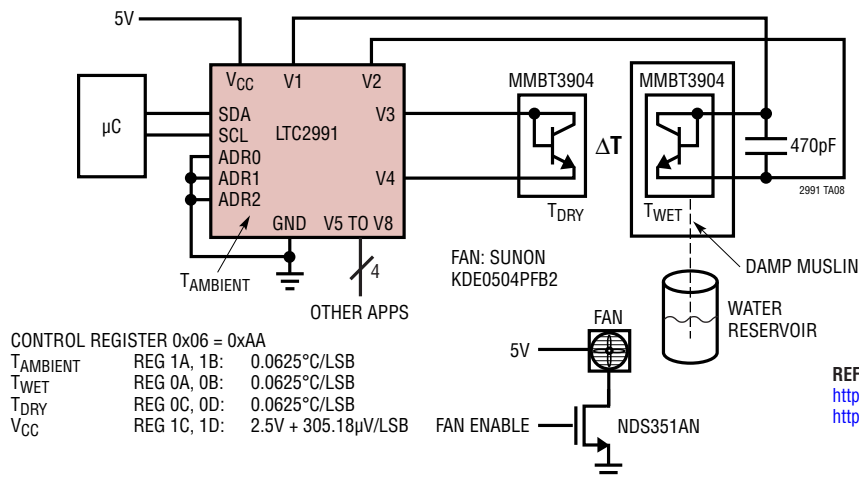 5V
VCC V1 V2
µC
SDA
SCL
ADR0
ADR1
ADR2
LTC2991
V3
V4
GND V5 TO V8
TAMBIENT
4
OTHER APPS
MMBT3904
TDRY
ΔT
MMBT3904
TWET
470pF
2991 TA08
FAN: SUNON
KDE0504PFB2
DAMP MUSLIN
WATER
RESERVOIR
FAN
5V
FAN ENABLE
NDS351AN
CONTROL REGISTER 0x06 = 0xAA
TAMBIENT REG 1A, 1B: 0.0625°C/LSB
TWET REG 0A, 0B: 0.0625°C/LSB
TDRY REG 0C, 0D: 0.0625°C/LSB
VCC REG 1C, 1D: 2.5V + 305.18µV/LSB
REF
http
http